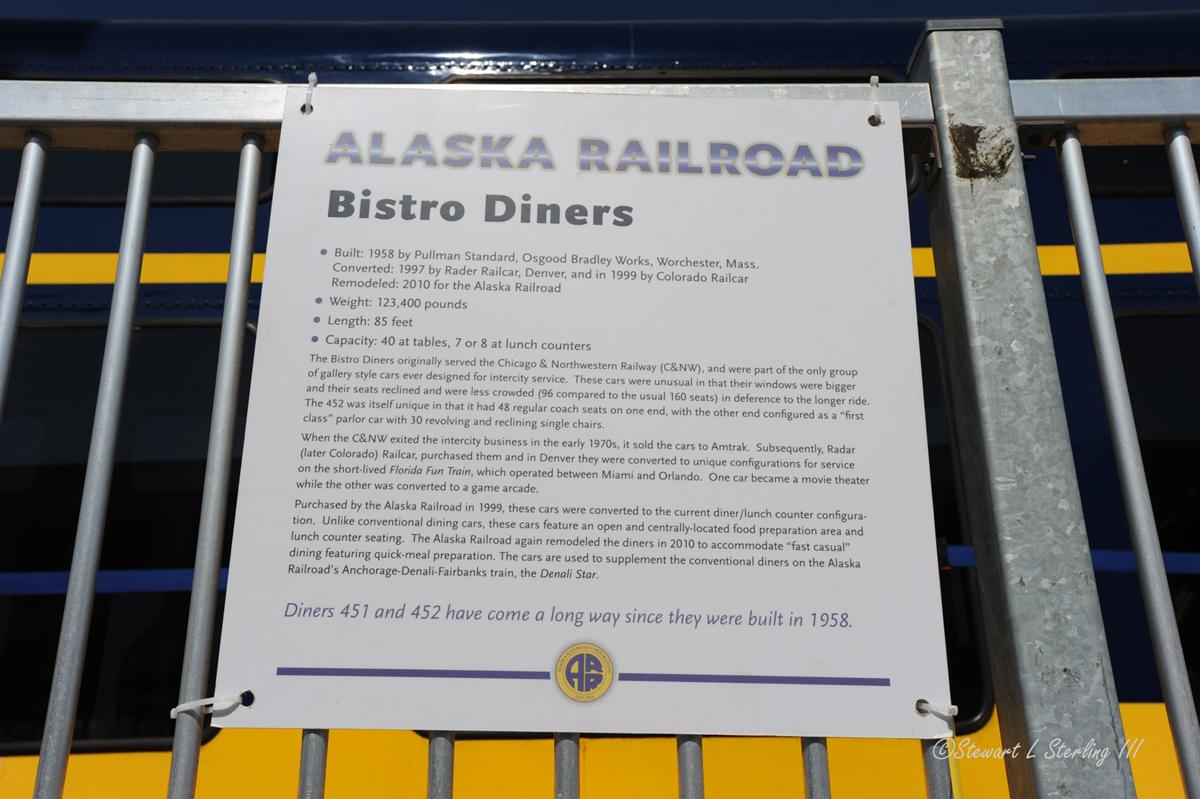 ALASKA RAILROAD
Bistro Diners
• Built: 1958 by Pullman Standard, Osgood Bradley Works, Worchester, Mass.
Converted: 1997 by Rader Railcar, Denver, and in 1999 by Colorado Railcar
Remodeled: 2010 for the Alaska Railroad
• Weight: 123,400 pounds
• Length: 85 feet
• Capacity: 40 at tables, 7 or 8 at lunch counters
The Bistro Diners originally served the Chicago & Northwestern Railway (C&NW), and were part of the only group
of gallery style cars ever designed for intercity service. These cars were unusual in that their windows were bigger
and their seats reclined and were less crowded (96 compared to the usual 160 seats) in deference to the longer ride.
The 452 was itself unique in that it had 48 regular coach seats on one end, with the other end configured as a “first
class” parlor car with 30 revolving and reclining single chairs.
When the C&NW exited the intercity business in the early 1970s, it sold the cars to Amtrak. Subsequently, Radar
(later Colorado) Railcar, purchased them and in Denver they were converted to unique configurations for service
on the short-lived Florida Fun Train, which operated between Miami and Orlando. One car became a movie theater
while the other was converted to a game arcade.
Purchased by the Alaska Railroad in 1999, these cars were converted to the current diner/lunch counter configura-
tion. Unlike conventional dining cars, these cars feature an open and centrally-located food preparation area and
lunch counter seating. The Alaska Railroad again remodeled the diners in 2010 to accommodate “fast casual”
dining featuring quick-meal preparation. The cars are used to supplement the conventional diners on the Alaska
Railroad's Anchorage-Denali-Fairbanks train, the Denali Star.
Diners 451 and 452 have come a long way since they were built in 1958.
ALASKA RAILROAD CORPORATION
ARR
©Stewart L Sterling III